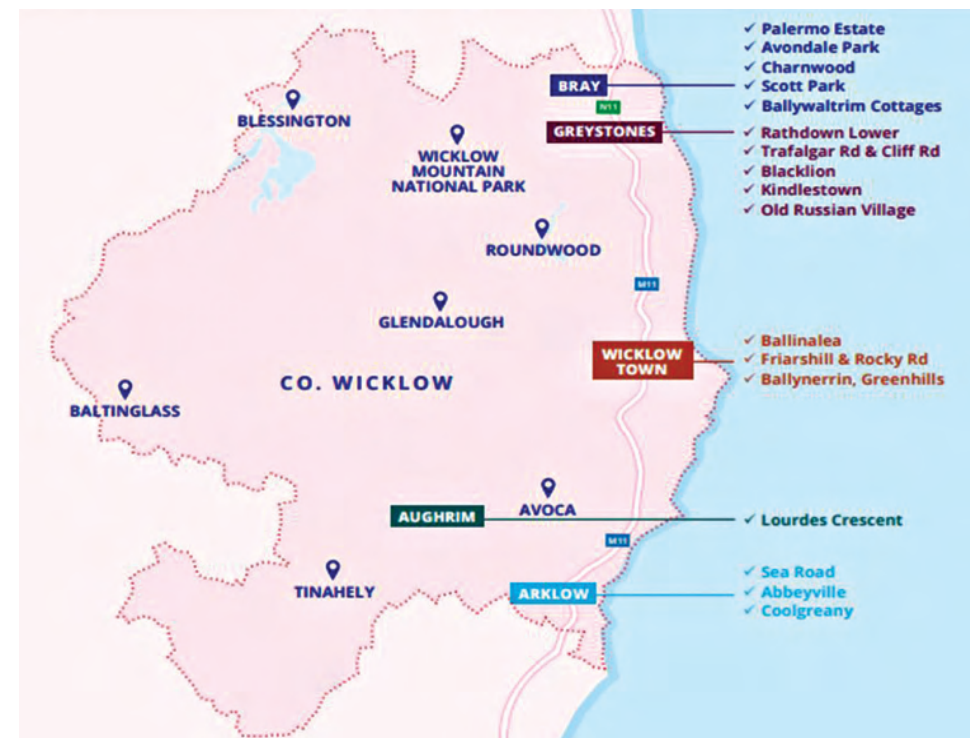 ✓ Palermo Estate
✓ Avondale Park
✓ Charnwood
✓ Scott Park
✓ Ballywaltrim Cottages
BRAY
N11
GREYSTONES
✓ Rathdown Lower
✓ Trafalgar Rd & Cliff Rd
✓ Blacklion
✓ Kindlestown
✓ Old Russian Village
BLESSINGTON
WICKLOW
MOUNTAIN
NATIONAL PARK
ROUNDWOOD
M11
GLENDALOUGH
WICKLOW
TOWN
✓ Ballinalea
✓ Friarshill & Rocky Rd
✓ Ballynerrin, Greenhills
CO. WICKLOW
BALTINGLASS
AUGHRIM
AVOCA
✓ Lourdes Crescent
M11
TINAHELY
ARKLOW
✓ Sea Road
✓ Abbeyville
✓ Coolgreany